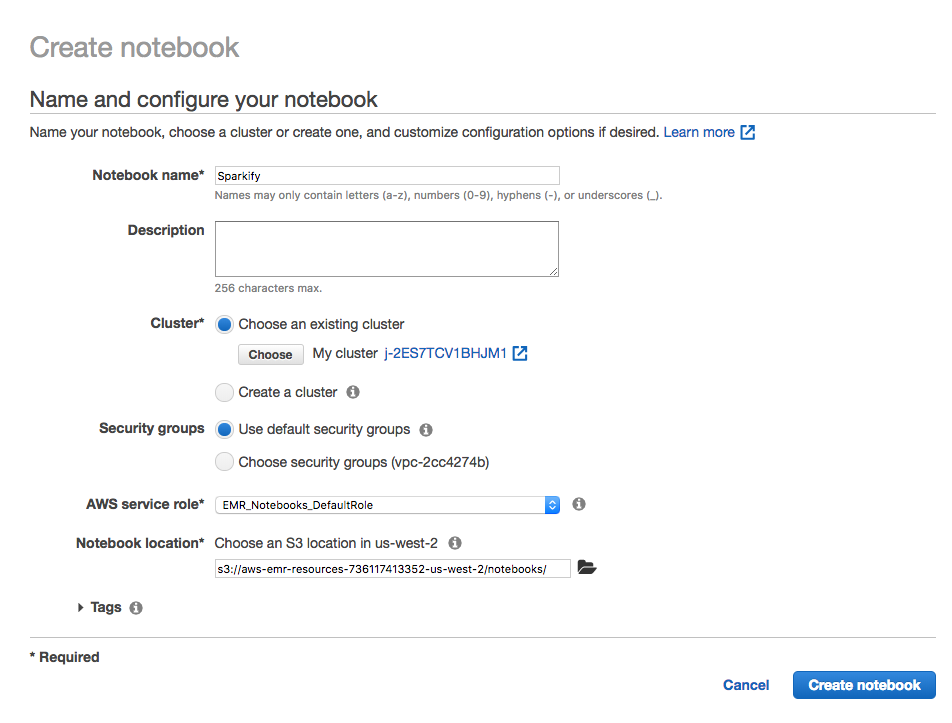 Create notebook
Name and configure your notebook
Name your notebook, choose a cluster or create one, and customize configuration options if desired. Learn more
Notebook name* Sparkify
Names may only contain letters (a-z), numbers (0-9), hyphens (-), or underscores (_).
Description
256 characters max.
Cluster* Choose an existing cluster
Choose My cluster j-2ES7TCV1BHJM1
Create a cluster
Security groups Use default security groups
Choose security groups (vpc-2cc4274b)
AWS service role* EMR_Notebooks_DefaultRole
Notebook location* Choose an S3 location in us-west-2
s3://aws-emr-resources-736117413352-us-west-2/notebooks/
Tags
* Required
Cancel Create notebook